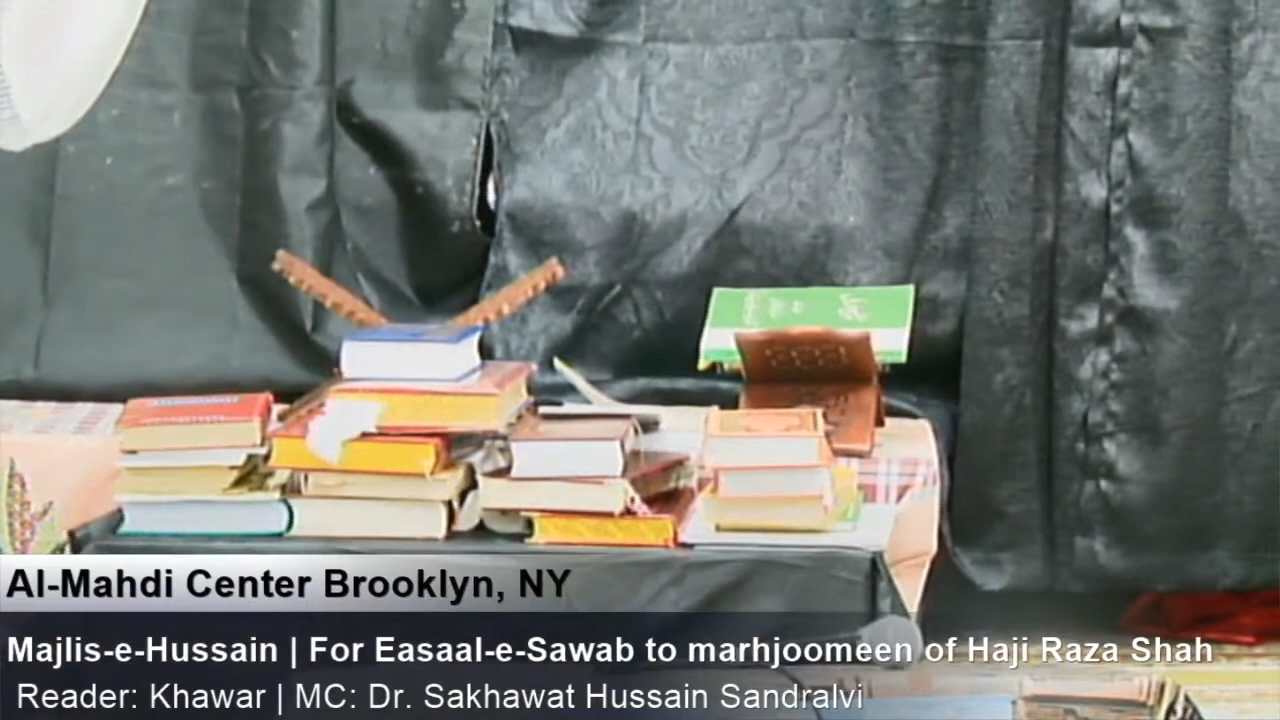 Al-Mahdi Center Brooklyn, NY
Majlis-e-Hussain | For Easaal-e-Sawab to marhjoomeen of Haji Raza Shah
Reader: Khawar | MC: Dr. Sakhawat Hussain Sandralvi